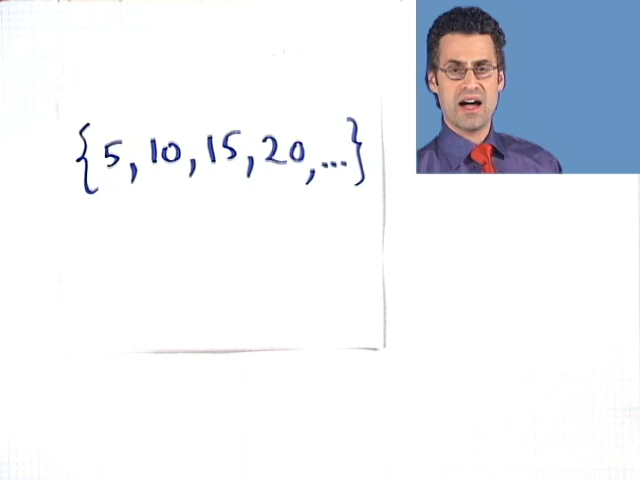 {5, 10, 15, 20, ...}